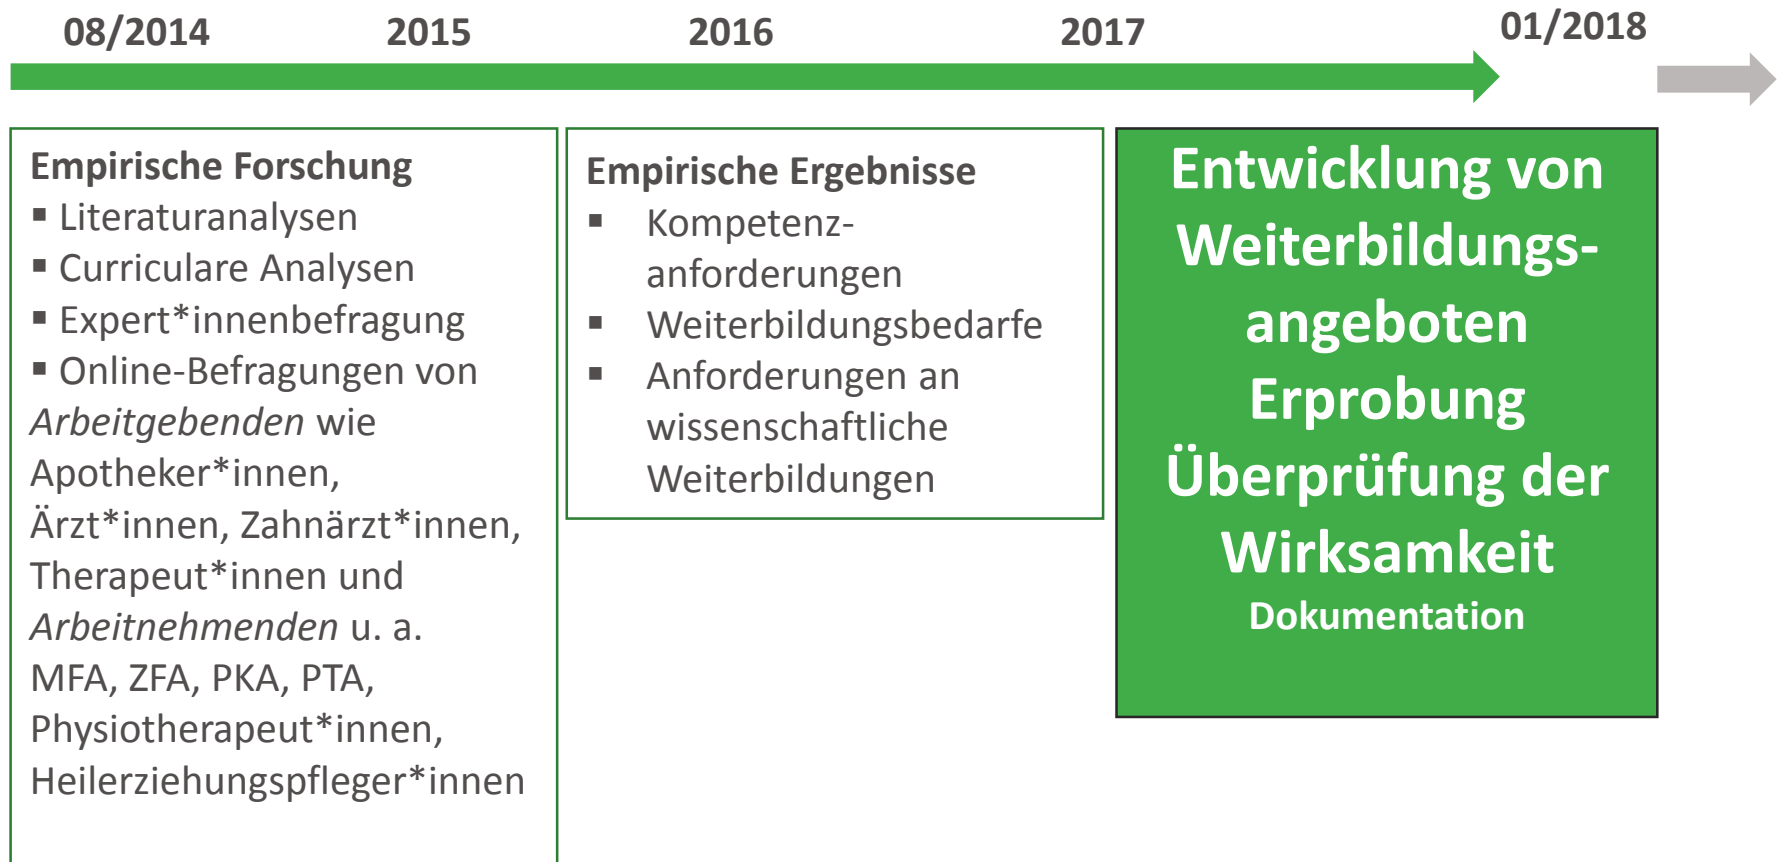 08/2014 2015 2016 2017 01/2018
Empirische Forschung
▪ Literaturanalysen
▪ Curriculare Analysen
▪ Expert*innenbefragung
▪ Online-Befragungen von
Arbeitgebenden wie
Apotheker*innen,
Ärzt*innen, Zahnärzt*innen,
Therapeut*innen und
Arbeitnehmenden u. a.
MFA, ZFA, PKA, PTA,
Physiotherapeut*innen,
Heilerziehungspfleger*innen
Empirische Ergebnisse
▪ Kompetenz-
anforderungen
▪ Weiterbildungsbedarfe
▪ Anforderungen an
wissenschaftliche
Weiterbildungen
Entwicklung von
Weiterbildungs-
angeboten
Erprobung
Überprüfung der
Wirksamkeit
Dokumentation